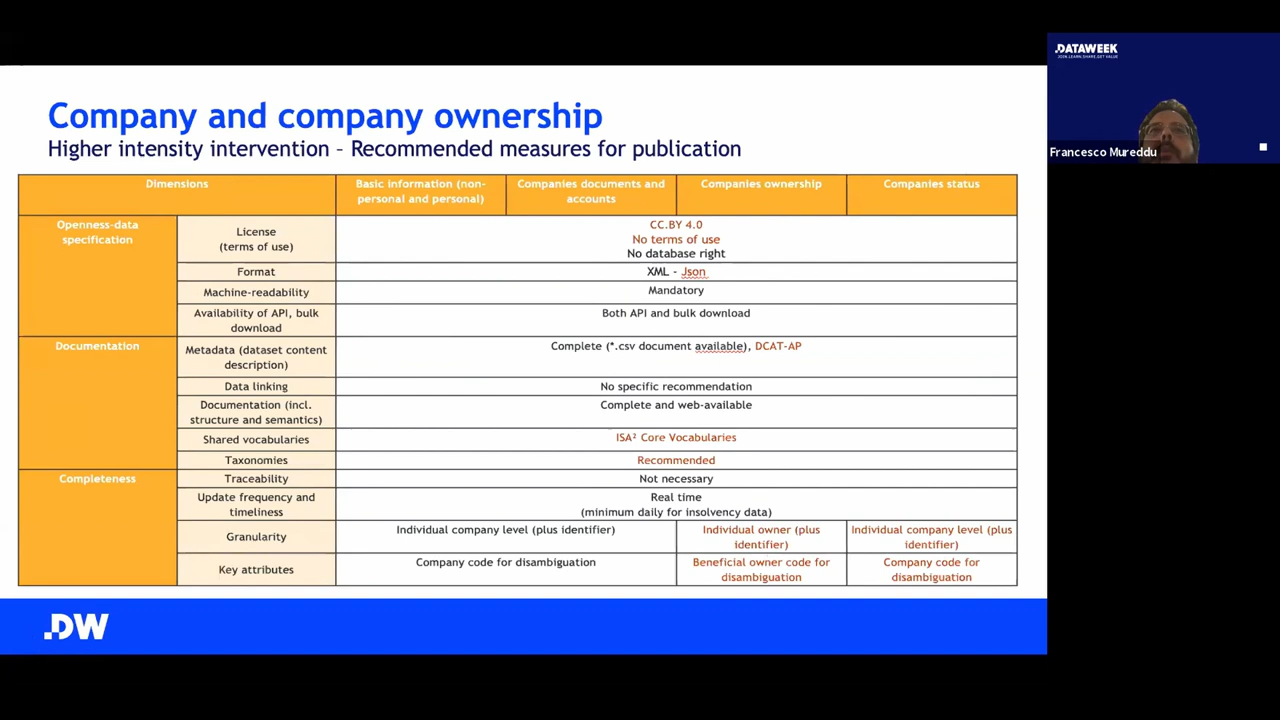 Company and company ownership
Higher intensity intervention – Recommended measures for publication
Dimensions
Basic information (non-
personal and personal)
Companies documents and
accounts
Companies ownership
Companies status
Openness-data
specification
License
(terms of use)
CC.BY 4.0
No terms of use
No database right
Format
XML - Json
Machine-readability
Mandatory
Availability of API, bulk
download
Both API and bulk download
Documentation
Metadata (dataset content
description)
Complete (*.csv document available), DCAT-AP
Data linking
No specific recommendation
Documentation (incl.
structure and semantics)
Complete and web-available
Shared vocabularies
ISA² Core Vocabularies
Taxonomies
Recommended
Completeness
Traceability
Not necessary
Update frequency and
timeliness
Real time
(minimum daily for insolvency data)
Granularity
Individual company level (plus identifier)
Individual owner (plus
identifier)
Individual company level (plus
identifier)
Key attributes
Company code for disambiguation
Beneficial owner code for
disambiguation
Company code for
disambiguation
.DW
.DATAWEEK
JOIN.LEARN.SHARE.GET VALUE
Francesco Mureddu